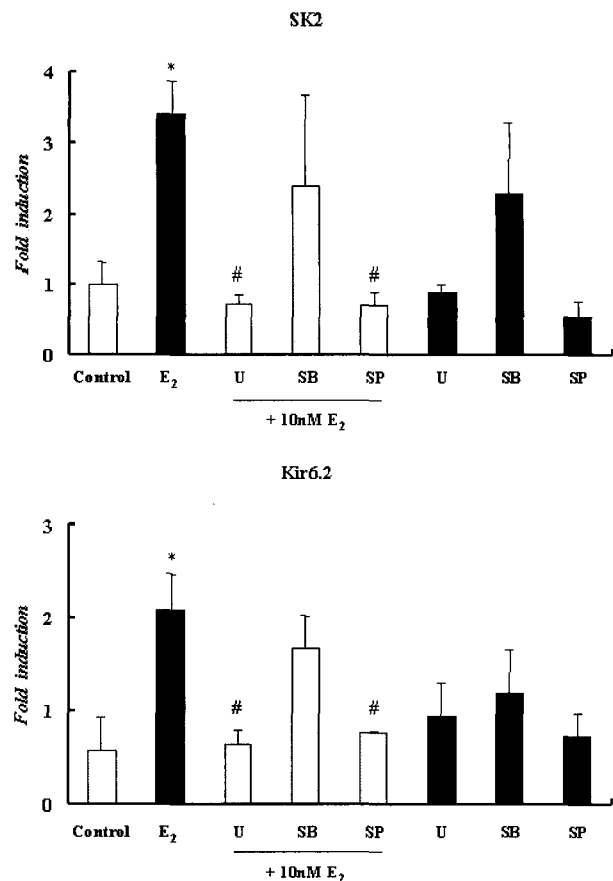 SK2
*
4
3
2
1
0
Fold induction
# #
Control E₂ U SB SP U SB SP
+ 10nM E₂
Kir6.2
*
3
2
1
0
Fold induction
# #
Control E₂ U SB SP U SB SP
+ 10nM E₂